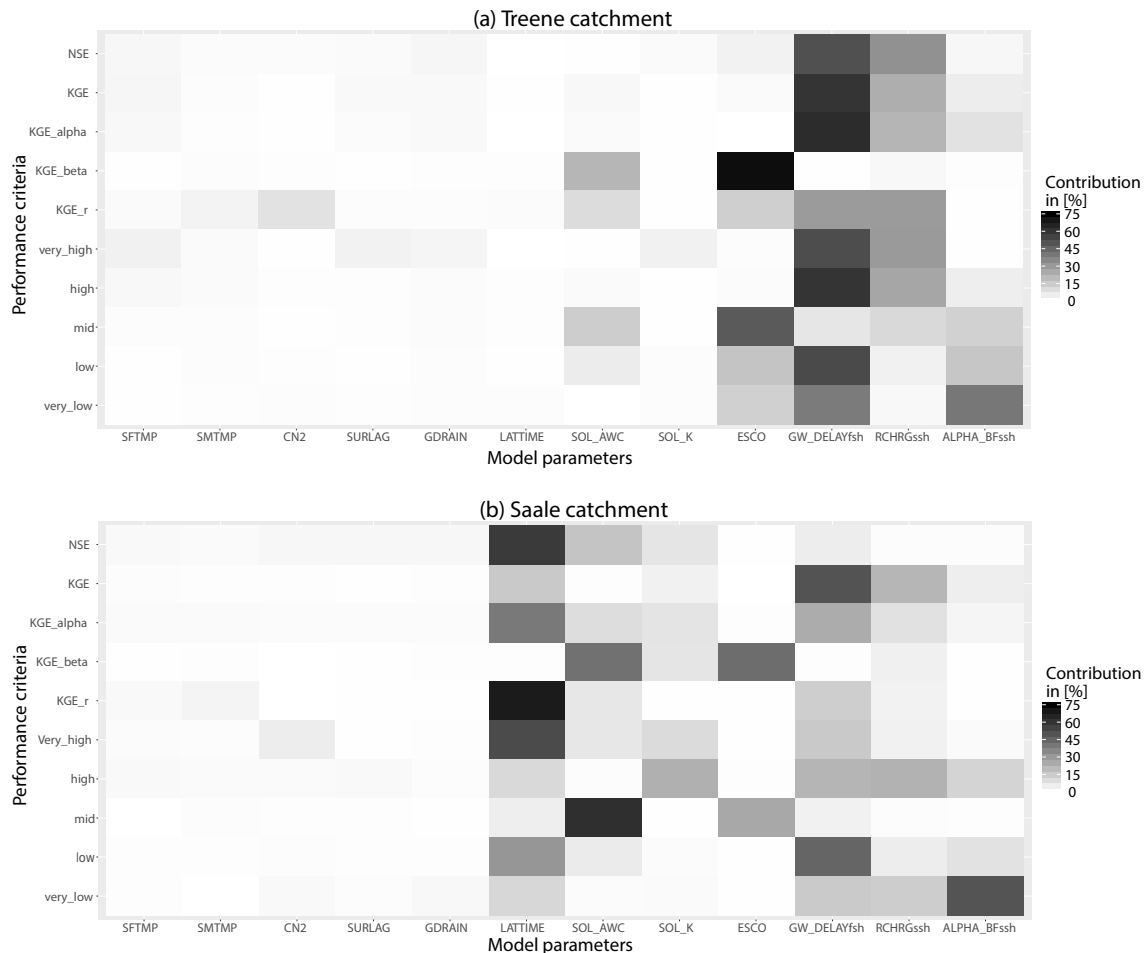 (a) Treene catchment
Performance criteria
NSE
KGE
KGE_alpha
KGE_beta
KGE_r
very_high
high
mid
low
very_low
SFTMP SMTMP CN2 SURLAG GDRAIN LATTIME SOL_AWC SOL_K ESCO GW_DELAYfsh RCHRGssh ALPHA_BFssh
Model parameters
Contribution
in [%]
75
60
45
30
15
0
(b) Saale catchment
Performance criteria
NSE
KGE
KGE_alpha
KGE_beta
KGE_r
Very_high
high
mid
low
very_low
SFTMP SMTMP CN2 SURLAG GDRAIN LATTIME SOL_AWC SOL_K ESCO GW_DELAYfsh RCHRGssh ALPHA_BFssh
Model parameters
Contribution
in [%]
75
60
45
30
15
0